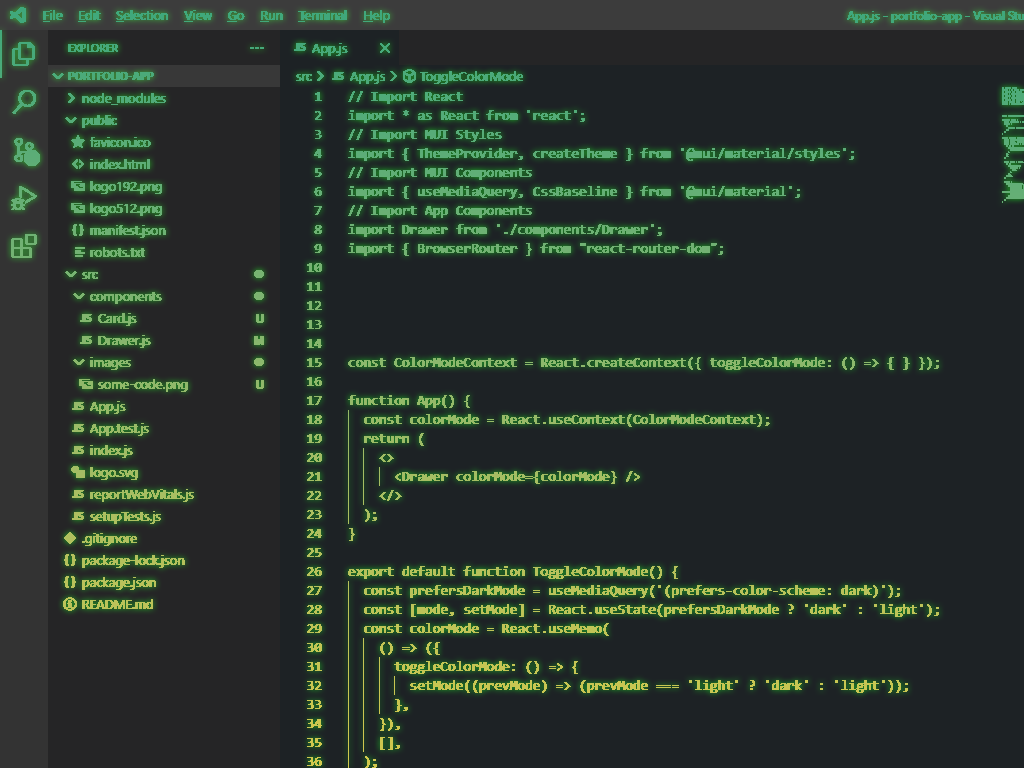 File Edit Selection View Go Run Terminal Help
App.js - portfolio-app - Visual Stu
EXPLORER
PORTFOLIO-APP
node_modules
public
favicon.ico
index.html
logo192.png
logo512.png
manifest.json
robots.txt
src
components
Card.js U
Drawer.js M
images
some-code.png U
App.js
App.test.js
index.js
logo.svg
reportWebVitals.js
setupTests.js
.gitignore
package-lock.json
package.json
README.md
JS App.js
src > JS App.js > ToggleColorMode
1 // Import React
2 import * as React from 'react';
3 // Import MUI Styles
4 import { ThemeProvider, createTheme } from '@mui/material/styles';
5 // Import MUI Components
6 import { useMediaQuery, CssBaseline } from '@mui/material';
7 // Import App Components
8 import Drawer from './components/Drawer';
9 import { BrowserRouter } from "react-router-dom";
10
11
12
13
14
15 const ColorModeContext = React.createContext({ toggleColorMode: () => { } });
16
17 function App() {
18 const colorMode = React.useContext(ColorModeContext);
19 return (
20 <>
21 <Drawer colorMode={colorMode} />
22 </>
23 );
24 }
25
26 export default function ToggleColorMode() {
27 const prefersDarkMode = useMediaQuery('(prefers-color-scheme: dark)');
28 const [mode, setMode] = React.useState(prefersDarkMode ? 'dark' : 'light');
29 const colorMode = React.useMemo(
30 () => ({
31 toggleColorMode: () => {
32 setMode((prevMode) => (prevMode === 'light' ? 'dark' : 'light'));
33 },
34 }),
35 [],
36 );